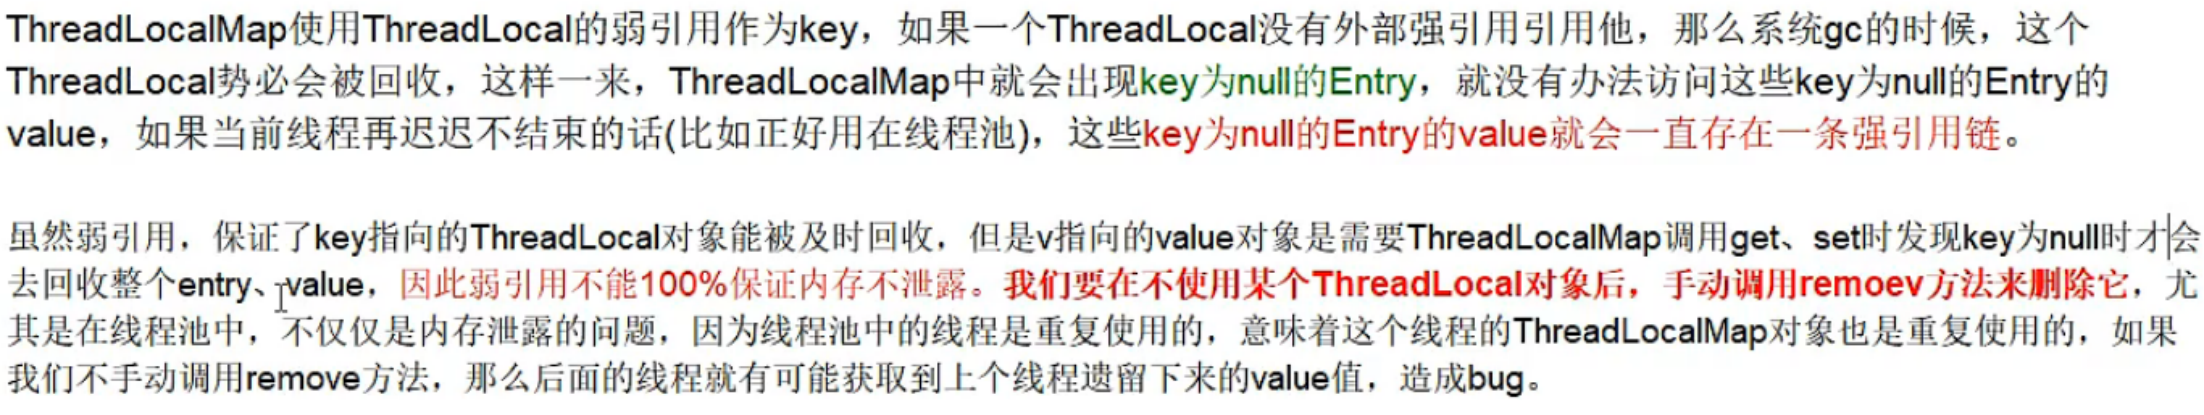 ThreadLocalMap使用ThreadLocal的弱引用作为key，如果一个ThreadLocal没有外部强引用引用他，那么系统gc的时候，这个
ThreadLocal势必会被回收，这样一来，ThreadLocalMap中就会出现key为null的Entry，就没有办法访问这些key为null的Entry的
value，如果当前线程再迟迟不结束的话(比如正好用在线程池)，这些key为null的Entry的value就会一直存在一条强引用链。
虽然弱引用，保证了key指向的ThreadLocal对象能被及时回收，但是v指向的value对象是需要ThreadLocalMap调用get、set时发现key为null时才会
去回收整个entry、value，因此弱引用不能100%保证内存不泄露。我们要在不使用某个ThreadLocal对象后，手动调用remoev方法来删除它，尤
其是在线程池中，不仅仅是内存泄露的问题，因为线程池中的线程是重复使用的，意味着这个线程的ThreadLocalMap对象也是重复使用的，如果
我们不手动调用remove方法，那么后面的线程就有可能获取到上个线程遗留下来的value值，造成bug。